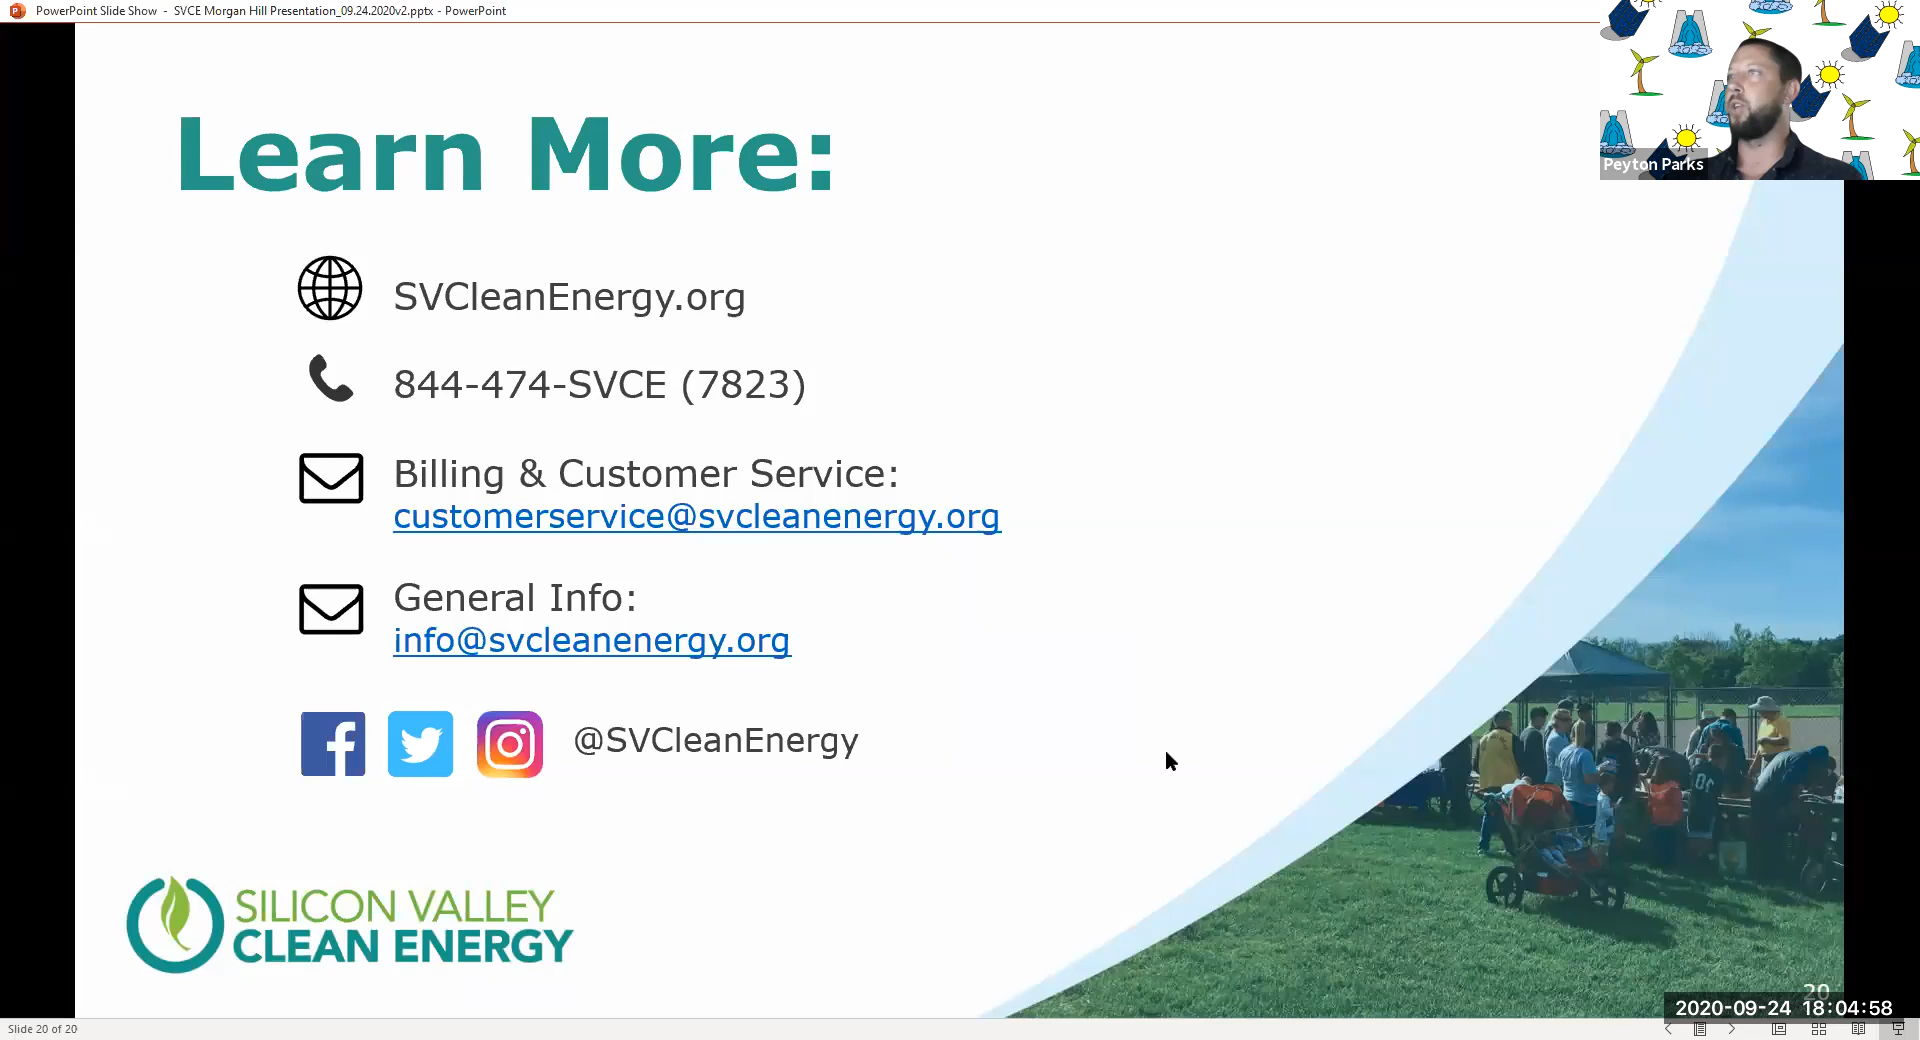 PowerPoint Slide Show - SVCE Morgan Hill Presentation_09.24.2020v2.pptx - PowerPoint
Peyton Parks
Learn More:
SVCleanEnergy.org
844-474-SVCE (7823)
Billing & Customer Service:
customerservice@svcleanenergy.org
General Info:
info@svcleanenergy.org
@SVCleanEnergy
SILICON VALLEY
CLEAN ENERGY
20
2020-09-24 18:04:58
Slide 20 of 20